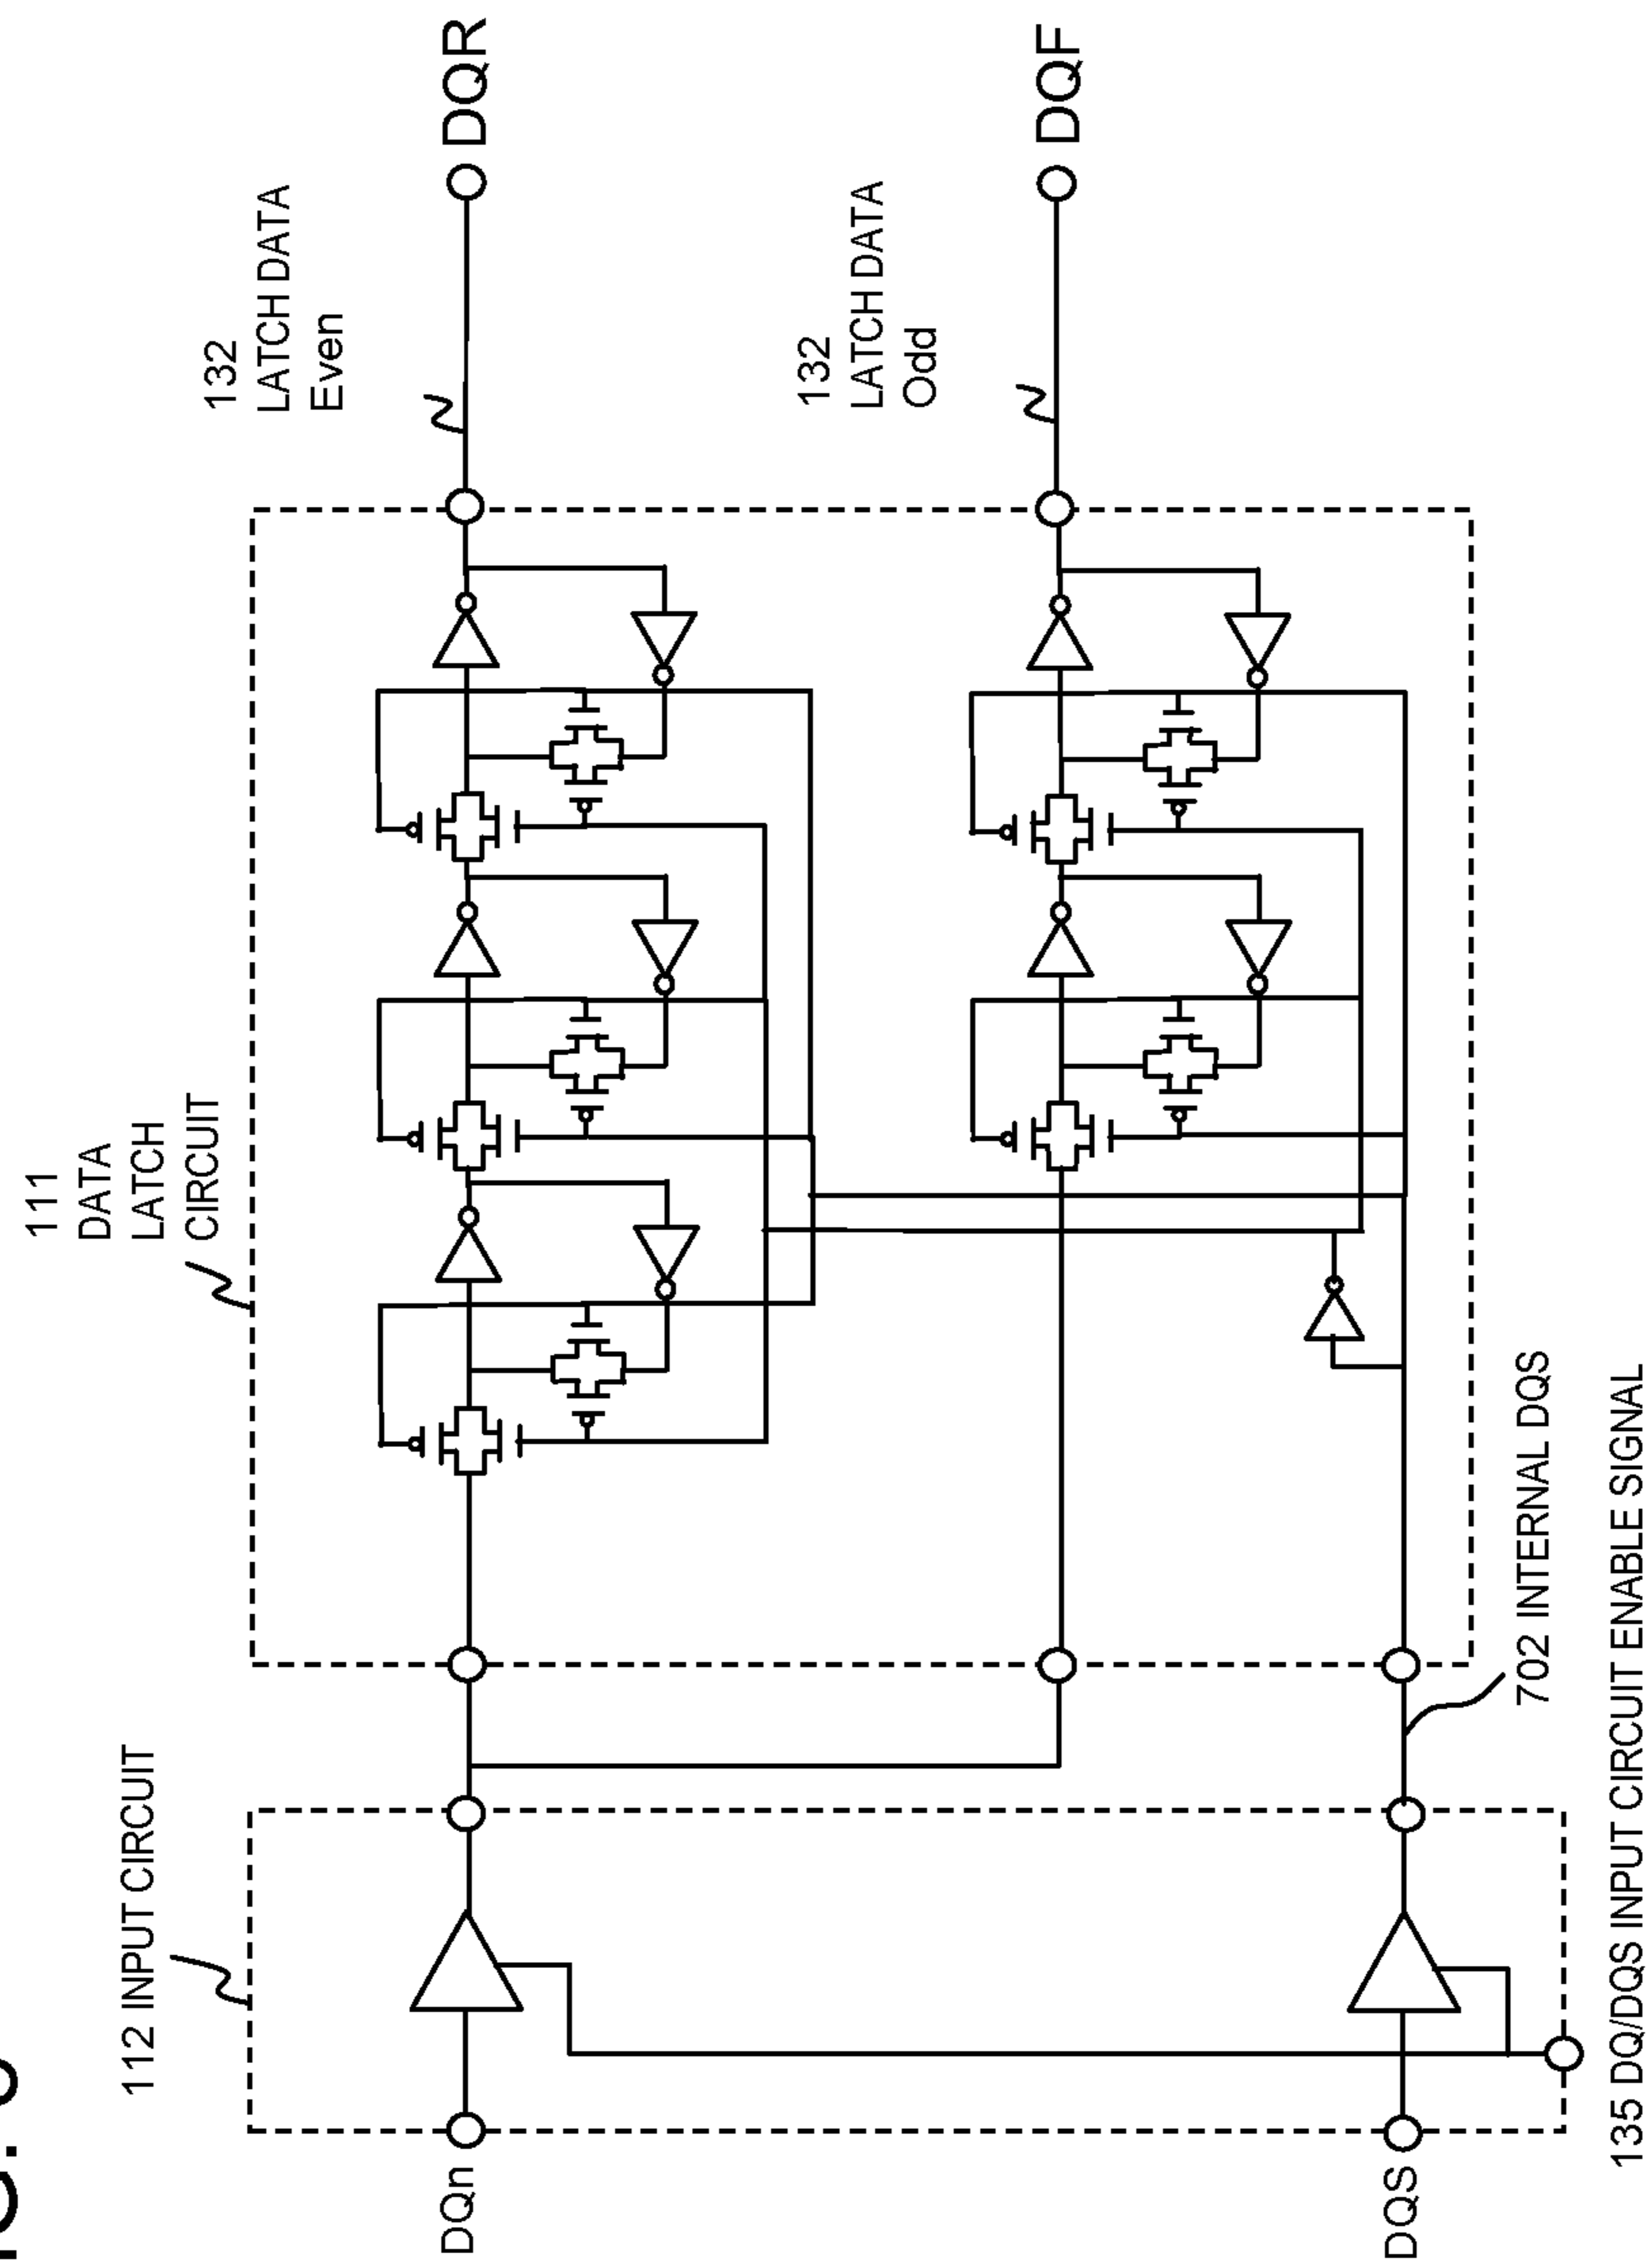 111
DATA
LATCH
CIRCUIT
112 INPUT CIRCUIT
132
LATCH DATA
Even
DQR
132
LATCH DATA
Odd
DQF
DQn
DQS
702 INTERNAL DQS
135 DQ/DQS INPUT CIRCUIT ENABLE SIGNAL